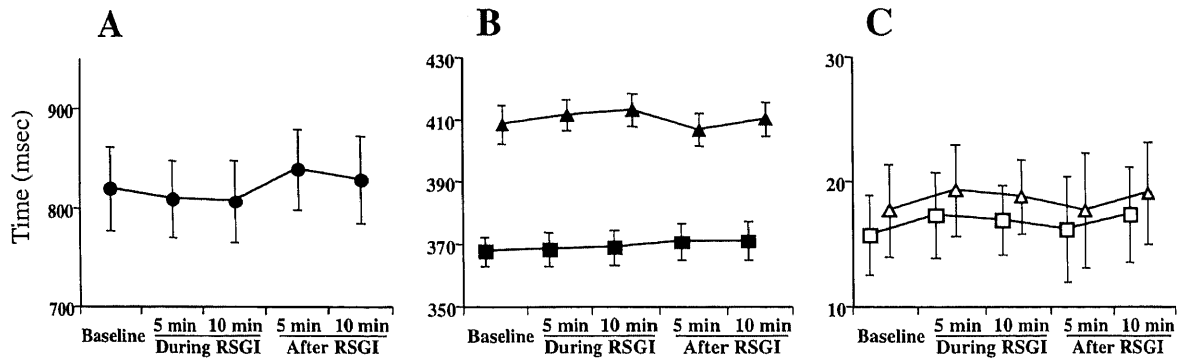 A
B
C
Time (msec)
900
800
700
Baseline 5 min 10 min 5 min 10 min
During RSGI After RSGI
430
410
390
370
350
Baseline 5 min 10 min 5 min 10 min
During RSGI After RSGI
30
20
10
Baseline 5 min 10 min 5 min 10 min
During RSGI After RSGI